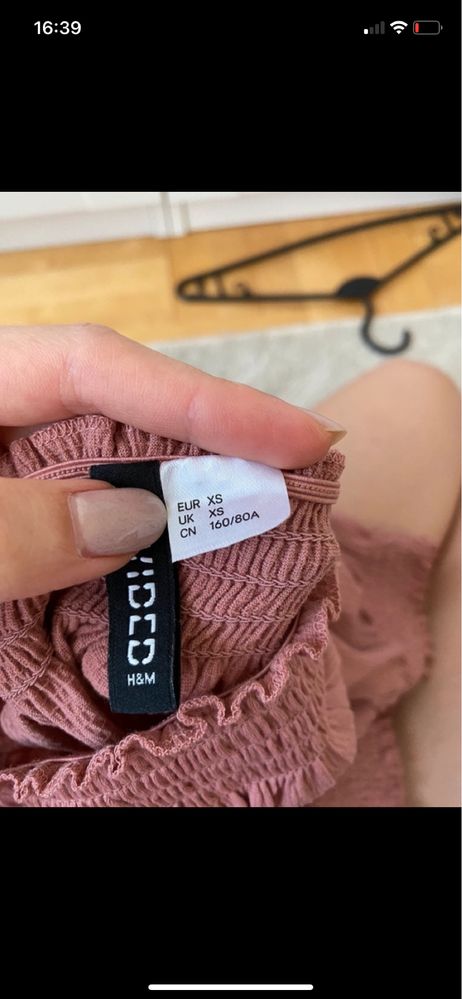 16:39
EUR XS
UK XS
CN 160/80A
H&M